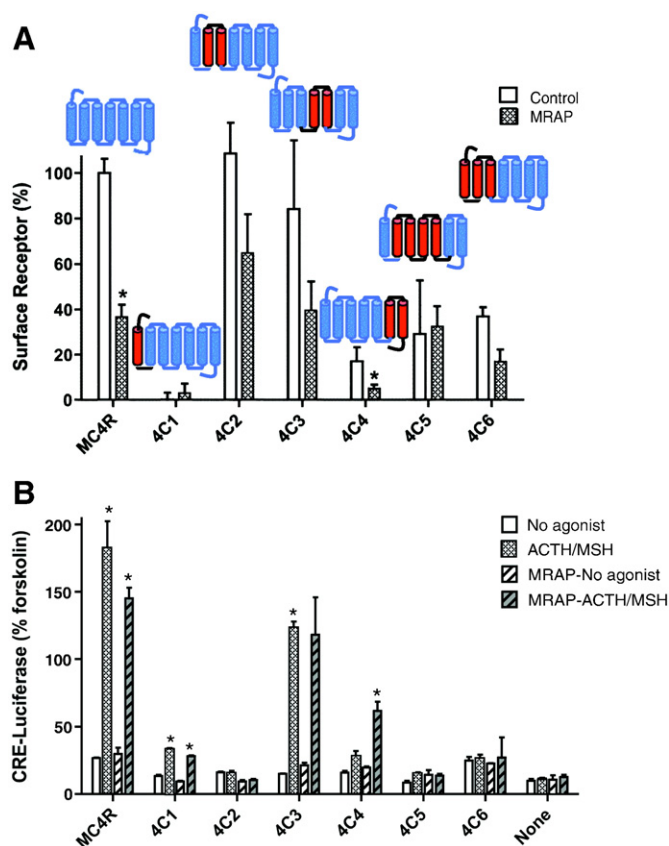 A
Control
MRAP
Surface Receptor (%)
100
80
60
40
20
0
*
*
MC4R
4C1
4C2
4C3
4C4
4C5
4C6
B
No agonist
ACTH/MSH
MRAP-No agonist
MRAP-ACTH/MSH
CRE-Luciferase (% forskolin)
200
150
100
50
0
*
*
*
*
*
*
MC4R
4C1
4C2
4C3
4C4
4C5
4C6
None